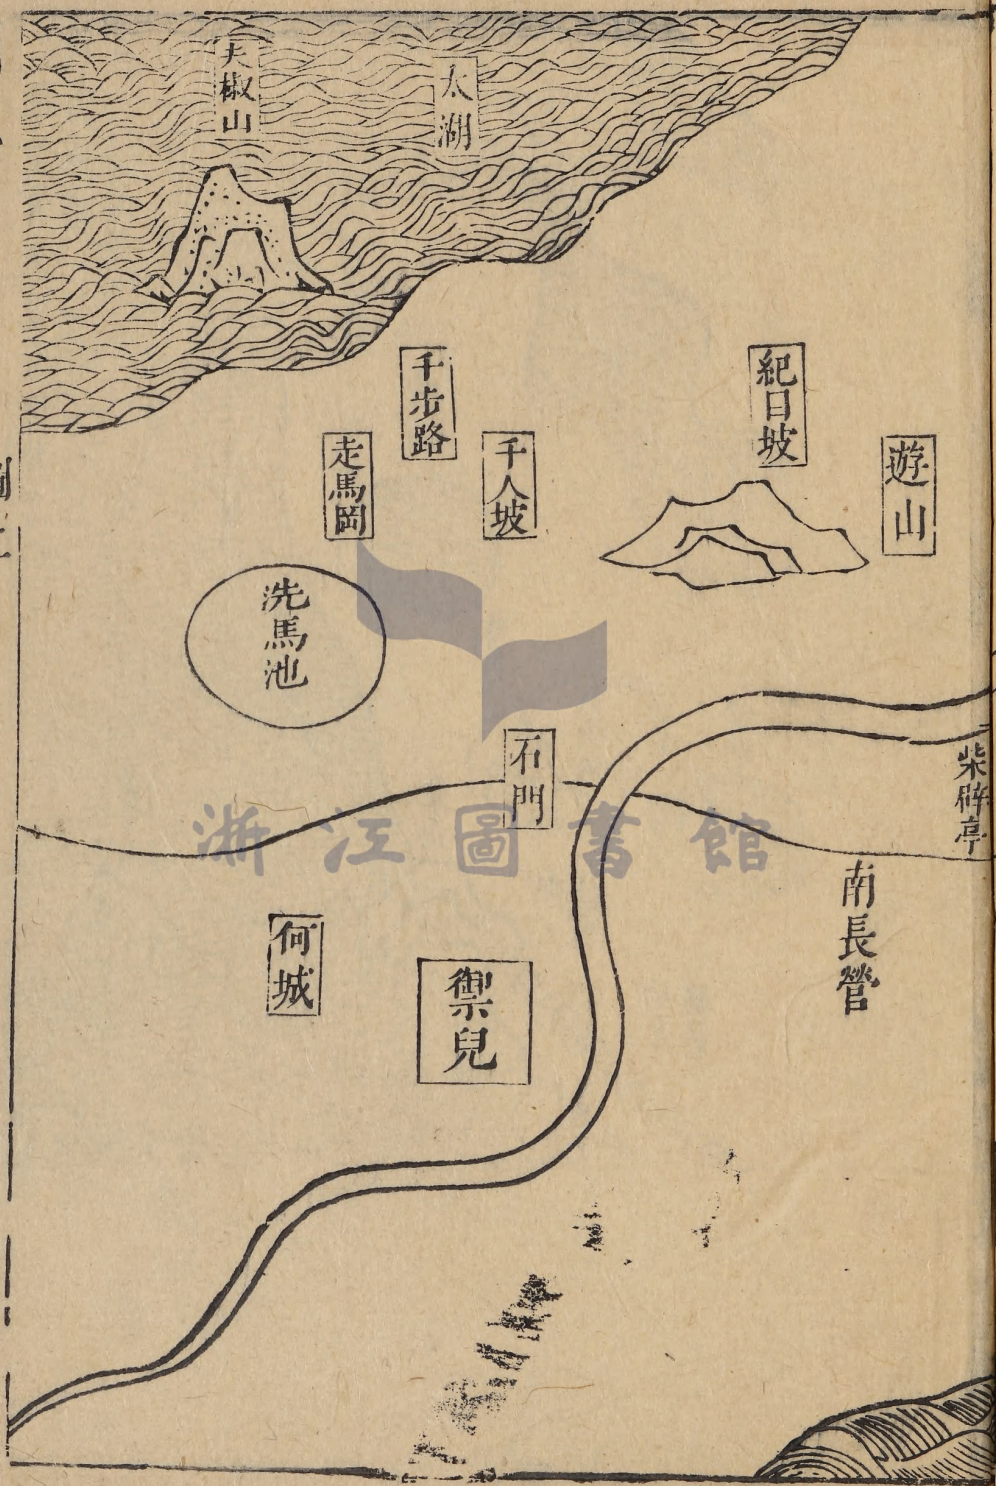 太湖
夫椒山
遊山
紀日坡
千人坡
千步路
走馬岡
洗馬池
柴辟亭
石門
南長營
禦兒
何城
浙江圖書館